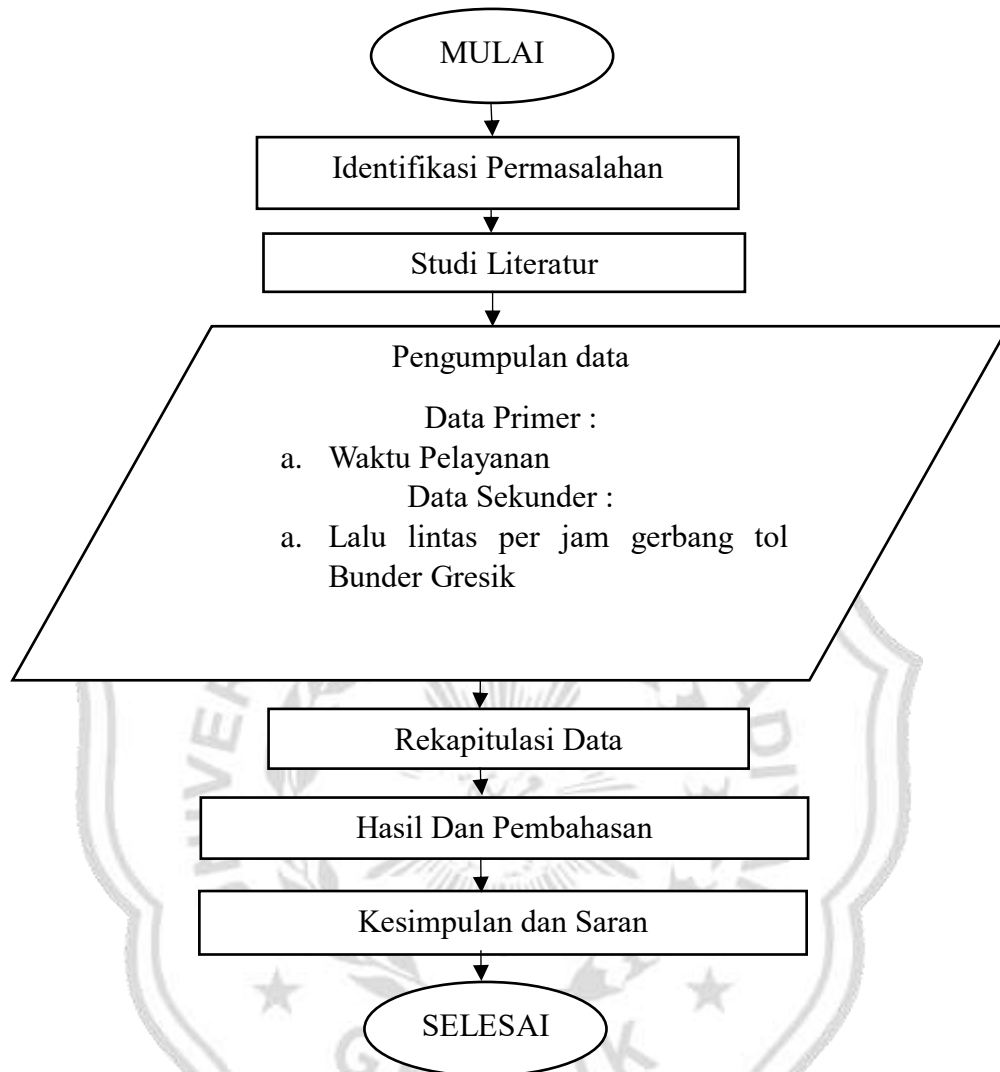 MULAI
Identifikasi Permasalahan
Studi Literatur
Pengumpulan data
Data Primer :
a. Waktu Pelayanan
Data Sekunder :
a. Lalu lintas per jam gerbang tol
Bunder Gresik
Rekapitulasi Data
Hasil Dan Pembahasan
Kesimpulan dan Saran
SELESAI